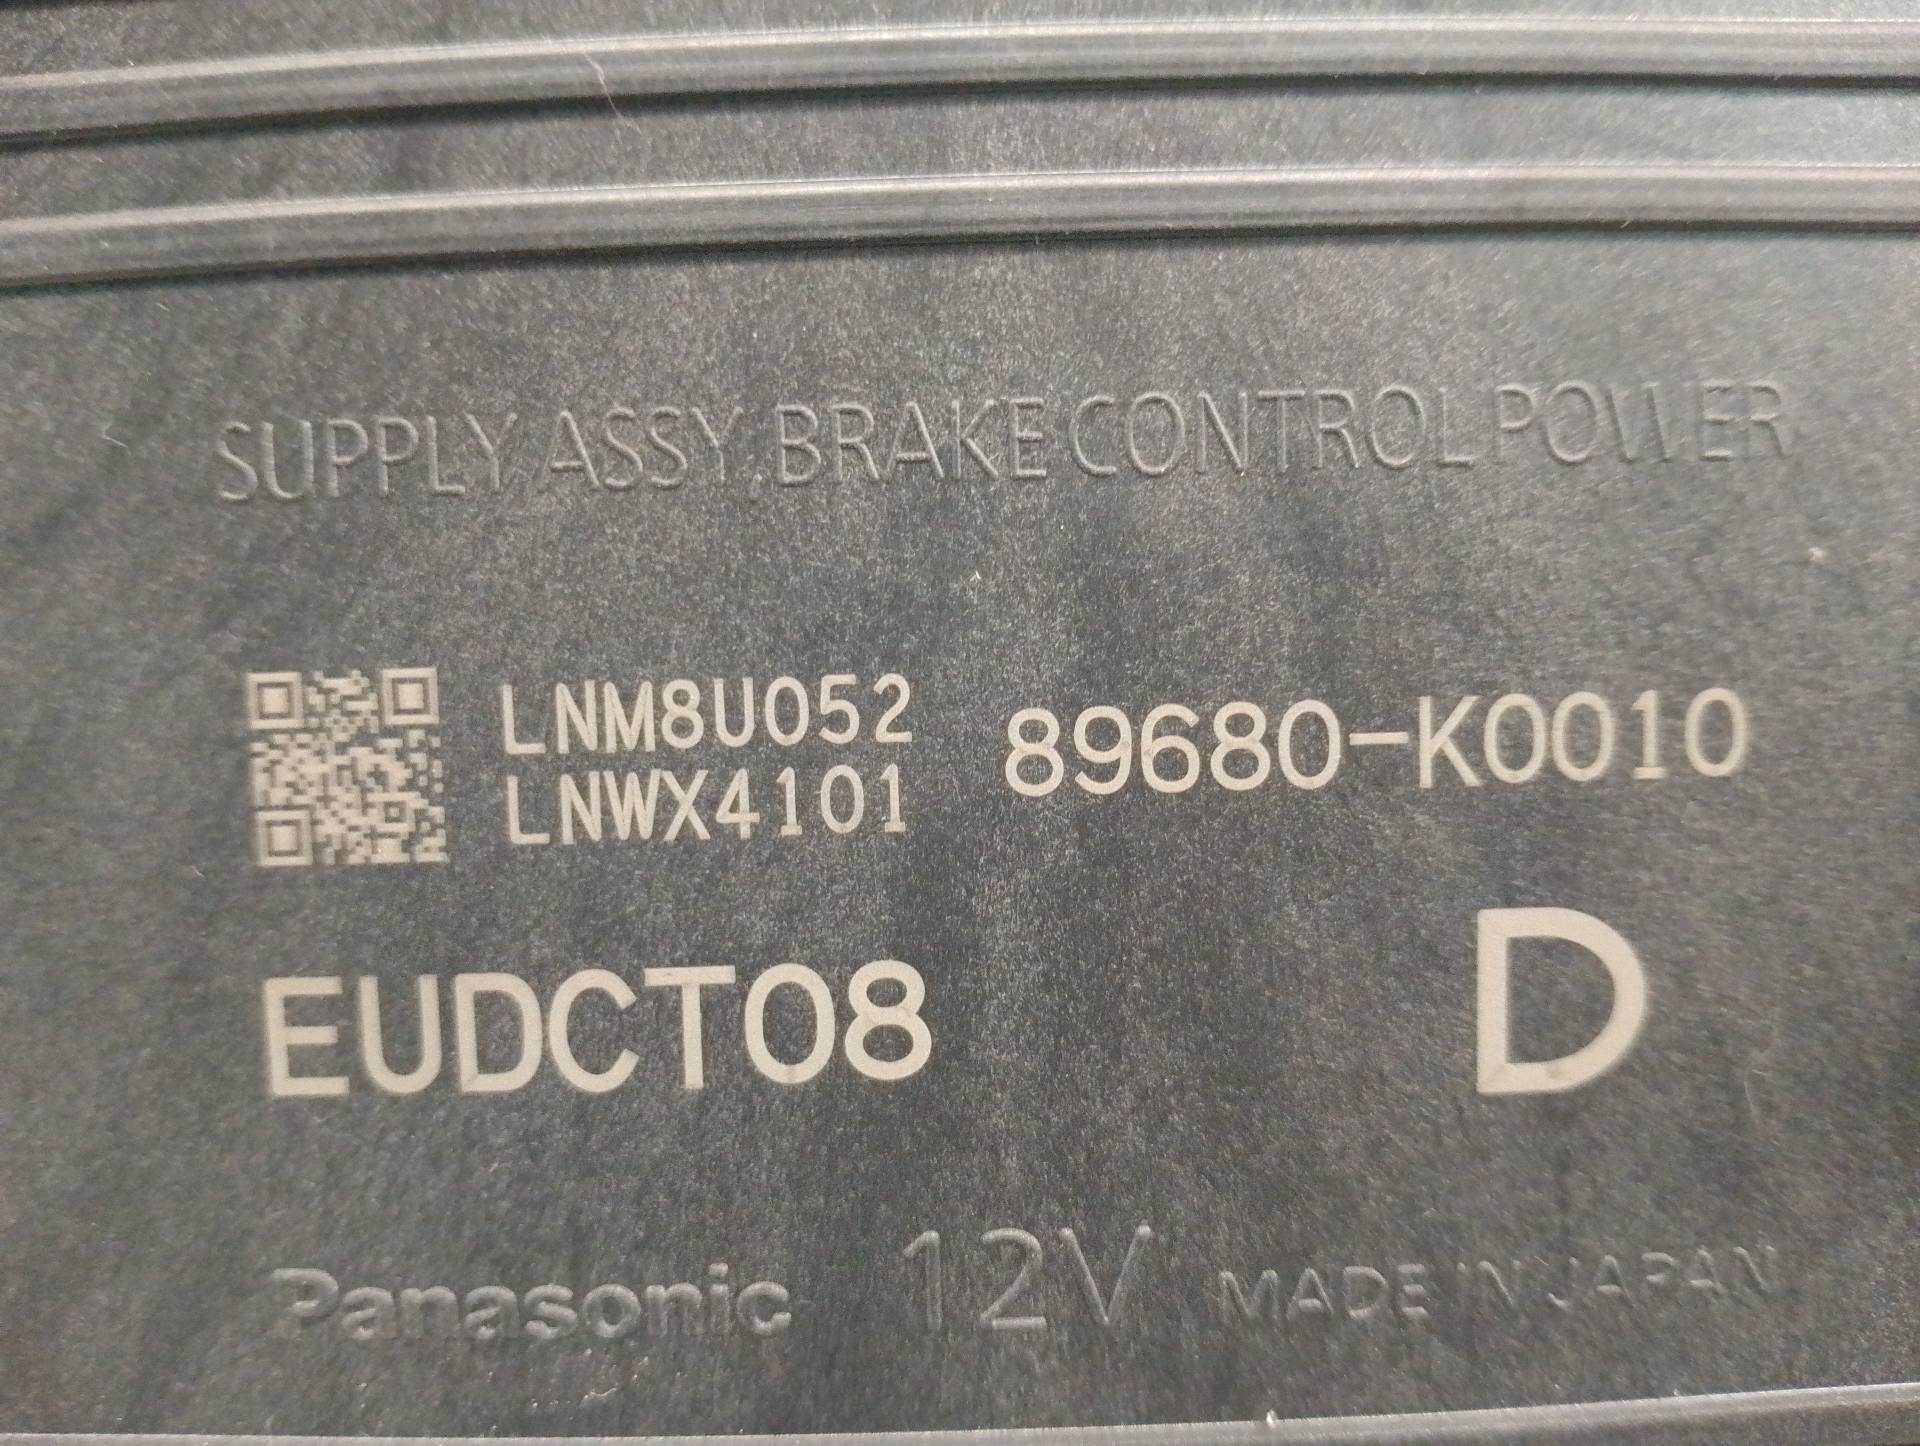 SUPPLY ASSY, BRAKE CONTROL POWER
LNM8U052
LNWX4101
89680-K0010
EUDCT08
D
Panasonic 12V MADE IN JAPAN